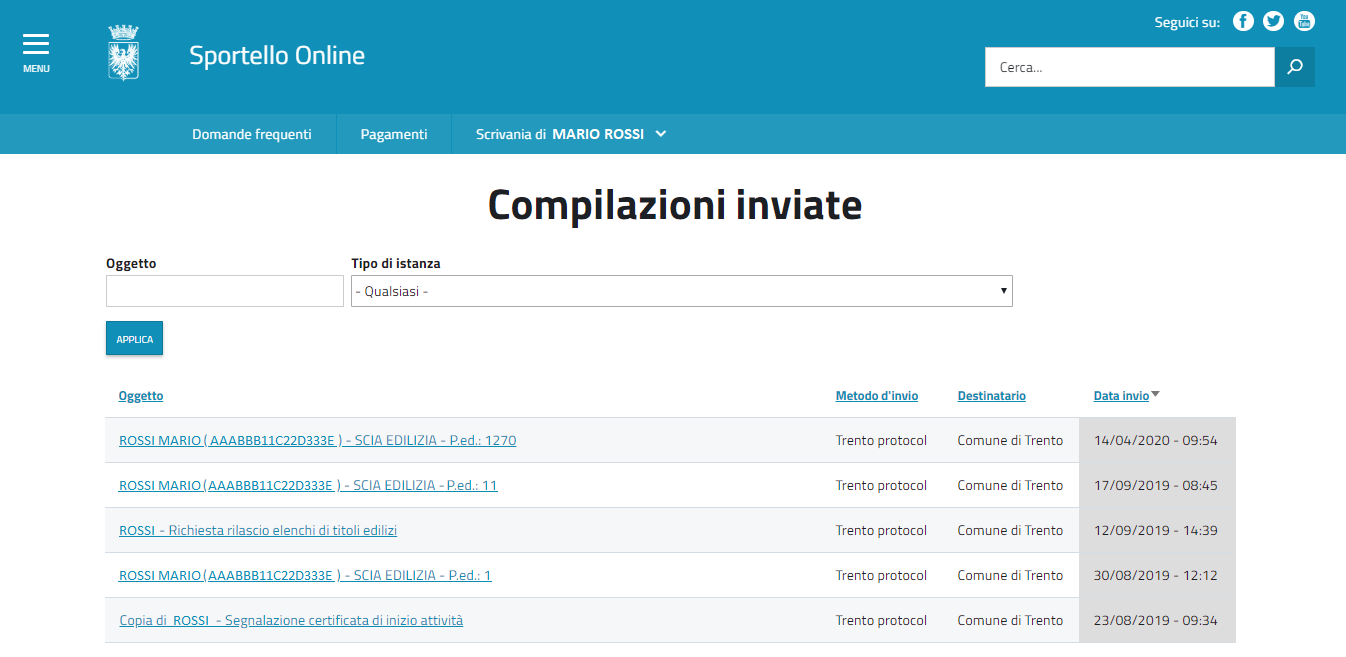 Seguici su:
MENU
Sportello Online
Cerca...
Domande frequenti Pagamenti Scrivania di MARIO ROSSI
Compilazioni inviate
Oggetto Tipo di istanza
- Qualsiasi -
APPLICA
Oggetto Metodo d'invio Destinatario Data invio
ROSSI MARIO ( AAABBB11C22D333E ) - SCIA EDILIZIA - P.ed.: 1270 Trento protocol Comune di Trento 14/04/2020 - 09:54
ROSSI MARIO (AAABBB11C22D333E ) - SCIA EDILIZIA - P.ed.: 11 Trento protocol Comune di Trento 17/09/2019 - 08:45
ROSSI - Richiesta rilascio elenchi di titoli edilizi Trento protocol Comune di Trento 12/09/2019 - 14:39
ROSSI MARIO (AAABBB11C22D333E ) - SCIA EDILIZIA - P.ed.: 1 Trento protocol Comune di Trento 30/08/2019 - 12:12
Copia di ROSSI - Segnalazione certificata di inizio attività Trento protocol Comune di Trento 23/08/2019 - 09:34